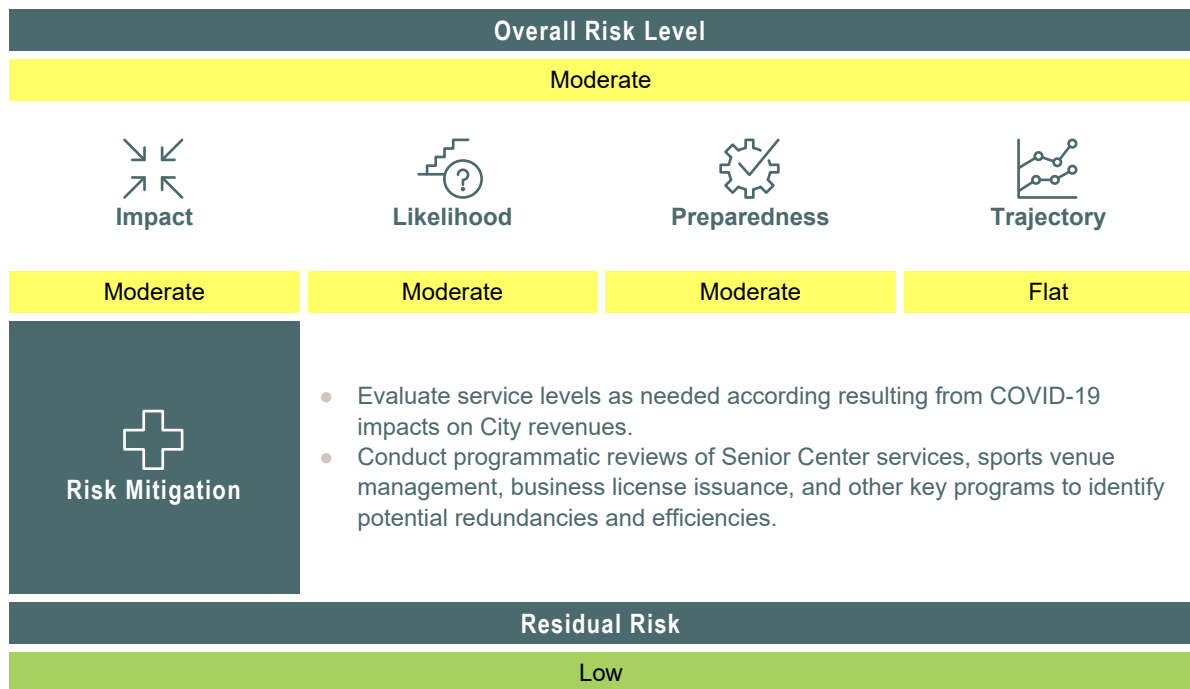 Overall Risk Level
Moderate
Impact
Likelihood
Preparedness
Trajectory
Moderate
Moderate
Moderate
Flat
Risk Mitigation
● Evaluate service levels as needed according resulting from COVID-19
impacts on City revenues.
● Conduct programmatic reviews of Senior Center services, sports venue
management, business license issuance, and other key programs to identify
potential redundancies and efficiencies.
Residual Risk
Low